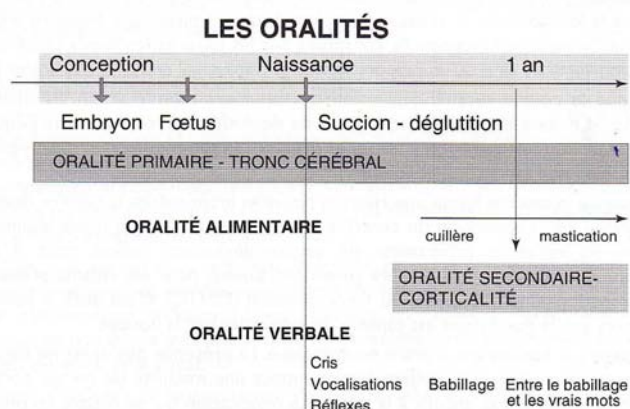 LES ORALITÉS
Conception Naissance 1 an
Embryon Fœtus Succion - déglutition
ORALITÉ PRIMAIRE - TRONC CÉRÉBRAL
ORALITÉ ALIMENTAIRE
cuillère mastication
ORALITÉ SECONDAIRE-
CORTICALITÉ
ORALITÉ VERBALE
Cris
Vocalisations Babillage Entre le babillage
et les vrais mots
Réflexes